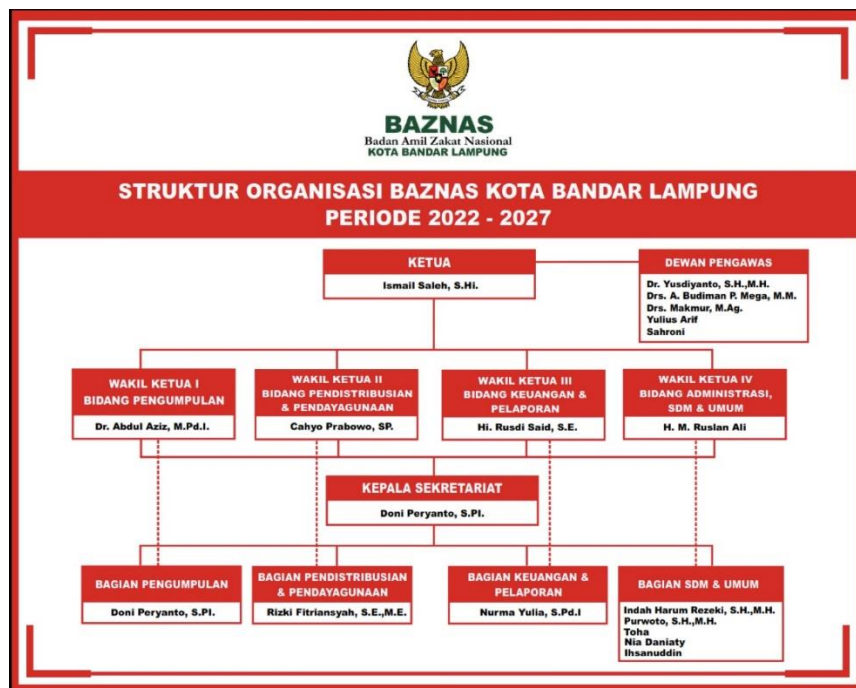 BAZNAS
Badan Amil Zakat Nasional
KOTA BANDAR LAMPUNG
STRUKTUR ORGANISASI BAZNAS KOTA BANDAR LAMPUNG
PERIODE 2022 - 2027
KETUA
Ismail Saleh, S.Hi.
DEWAN PENGAWAS
Dr. Yusdiyanto, S.H.,M.H.
Drs. A. Budiman P. Mega, M.M.
Drs. Makmur, M.Ag.
Yulius Arif
Sahroni
WAKIL KETUA I
BIDANG PENGUMPULAN
Dr. Abdul Aziz, M.Pd.I.
WAKIL KETUA II
BIDANG PENDISTRIBUSIAN
& PENDAYAGUNAAN
Cahyo Prabowo, SP.
WAKIL KETUA III
BIDANG KEUANGAN &
PELAPORAN
Hi. Rusdi Said, S.E.
WAKIL KETUA IV
BIDANG ADMINISTRASI,
SDM & UMUM
H. M. Ruslan Ali
KEPALA SEKRETARIAT
Doni Peryanto, S.PI.
BAGIAN PENGUMPULAN
Doni Peryanto, S.PI.
BAGIAN PENDISTRIBUSIAN
& PENDAYAGUNAAN
Rizki Fitriansyah, S.E.,M.E.
BAGIAN KEUANGAN &
PELAPORAN
Nurma Yulia, S.Pd.I
BAGIAN SDM & UMUM
Indah Harum Rezeki, S.H.,M.H.
Purwoto, S.H.,M.H.
Toha
Nia Daniaty
Ihsanuddin